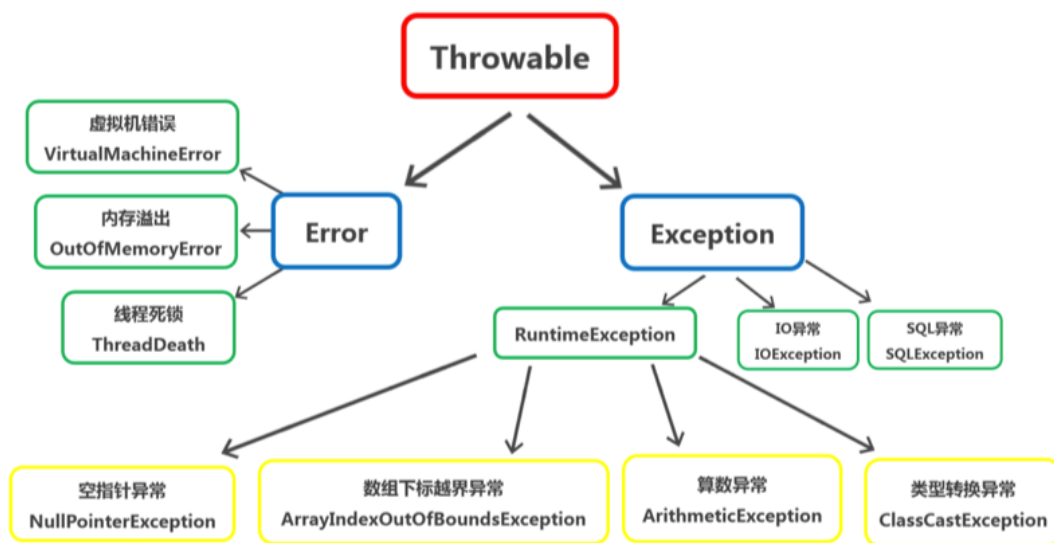 Throwable
虚拟机错误
VirtualMachineError
内存溢出
OutOfMemoryError
线程死锁
ThreadDeath
Error
Exception
RuntimeException
IO异常
IOException
SQL异常
SQLException
空指针异常
NullPointerException
数组下标越界异常
ArrayIndexOutOfBoundsException
算数异常
ArithmeticException
类型转换异常
ClassCastException